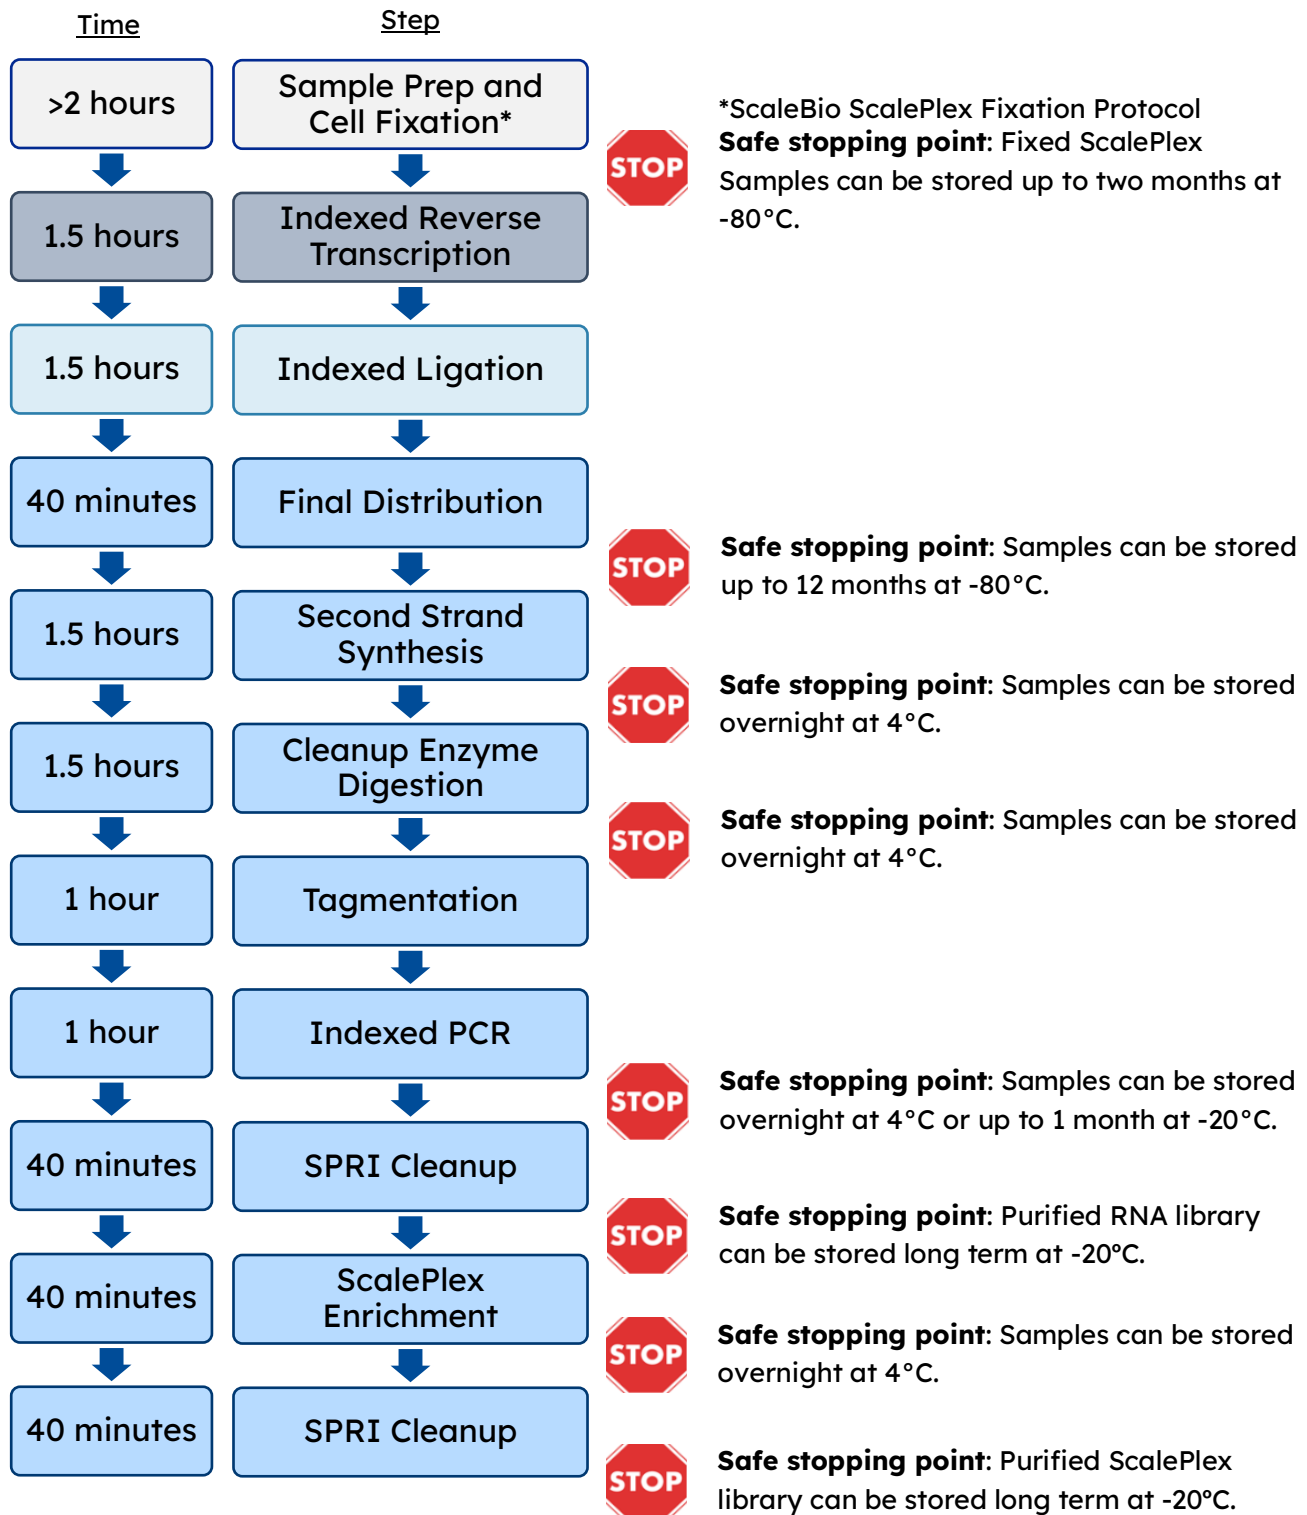 Time
Step
>2 hours
Sample Prep and
Cell Fixation*
*ScaleBio ScalePlex Fixation Protocol
STOP
Safe stopping point: Fixed ScalePlex
Samples can be stored up to two months at
-80°C.
1.5 hours
Indexed Reverse
Transcription
1.5 hours
Indexed Ligation
40 minutes
Final Distribution
STOP
Safe stopping point: Samples can be stored
up to 12 months at -80°C.
1.5 hours
Second Strand
Synthesis
STOP
Safe stopping point: Samples can be stored
overnight at 4°C.
1.5 hours
Cleanup Enzyme
Digestion
STOP
Safe stopping point: Samples can be stored
overnight at 4°C.
1 hour
Tagmentation
1 hour
Indexed PCR
STOP
Safe stopping point: Samples can be stored
overnight at 4°C or up to 1 month at -20°C.
40 minutes
SPRI Cleanup
STOP
Safe stopping point: Purified RNA library
can be stored long term at -20ºC.
40 minutes
ScalePlex
Enrichment
STOP
Safe stopping point: Samples can be stored
overnight at 4°C.
40 minutes
SPRI Cleanup
STOP
Safe stopping point: Purified ScalePlex
library can be stored long term at -20ºC.